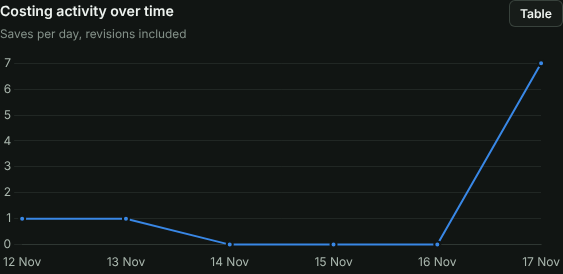 Costing activity over time
Table
Saves per day, revisions included
7
6
5
4
3
2
1
0
12 Nov 13 Nov 14 Nov 15 Nov 16 Nov 17 Nov